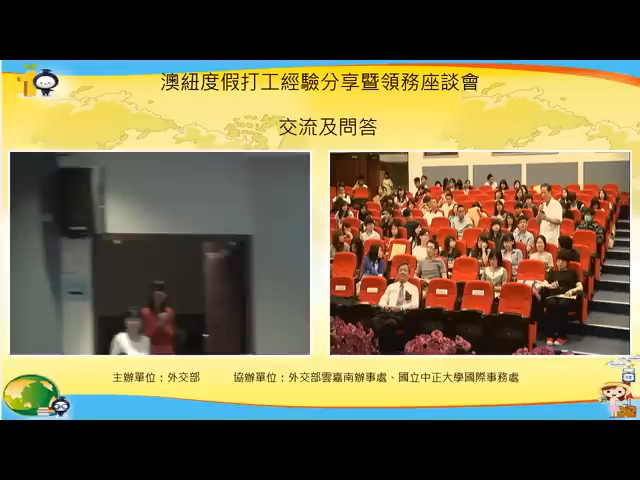 澳紐度假打工經驗分享暨領務座談會
交流及問答
主辦單位：外交部 協辦單位：外交部雲嘉南辦事處、國立中正大學國際事務處